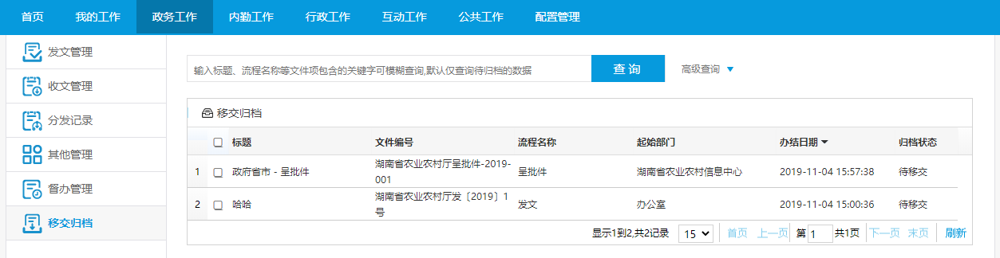 首页 我的工作 政务工作 内勤工作 行政工作 互动工作 公共工作 配置管理
发文管理
收文管理
分发记录
其他管理
督办管理
移交归档
输入标题、流程名称等文件项包含的关键字可模糊查询,默认仅查询待归档的数据 查 询 高级查询
移交归档
标题 文件编号 流程名称 起始部门 办结日期 归档状态
1 政府省市 - 呈批件 湖南省农业农村厅呈批件-2019-001 呈批件 湖南省农业农村信息中心 2019-11-04 15:57:38 待移交
2 哈哈 湖南省农业农村厅发〔2019〕1号 发文 办公室 2019-11-04 15:00:36 待移交
显示1到2,共2记录 15 首页 上一页 第 1 共1页 下一页 末页 刷新